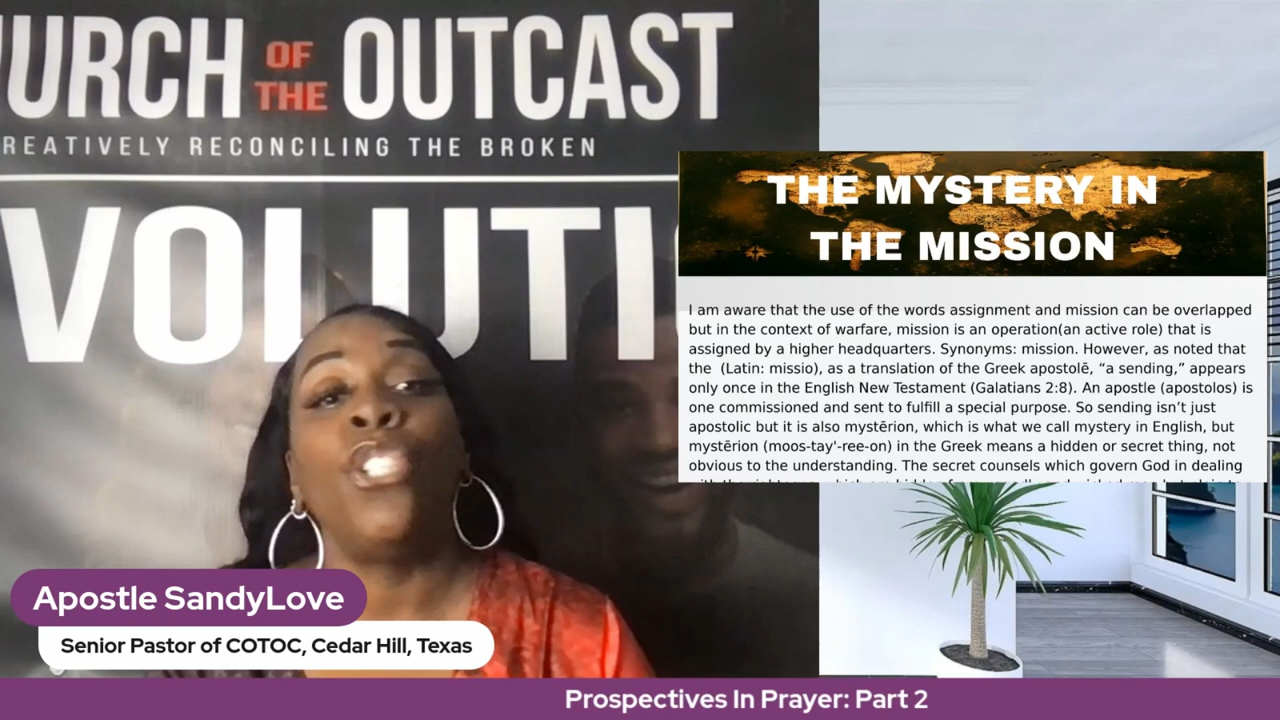 URCH OF THE OUTCAST
REATIVELY RECONCILING THE BROKEN
VOLUTI
THE MYSTERY IN
THE MISSION
I am aware that the use of the words assignment and mission can be overlapped
but in the context of warfare, mission is an operation(an active role) that is
assigned by a higher headquarters. Synonyms: mission. However, as noted that
the (Latin: missio), as a translation of the Greek apostolē, “a sending,” appears
only once in the English New Testament (Galatians 2:8). An apostle (apostolos) is
one commissioned and sent to fulfill a special purpose. So sending isn’t just
apostolic but it is also mystērion, which is what we call mystery in English, but
mystērion (moos-tay'-ree-on) in the Greek means a hidden or secret thing, not
obvious to the understanding. The secret counsels which govern God in dealing
Apostle SandyLove
Senior Pastor of COTOC, Cedar Hill, Texas
Prospectives In Prayer: Part 2